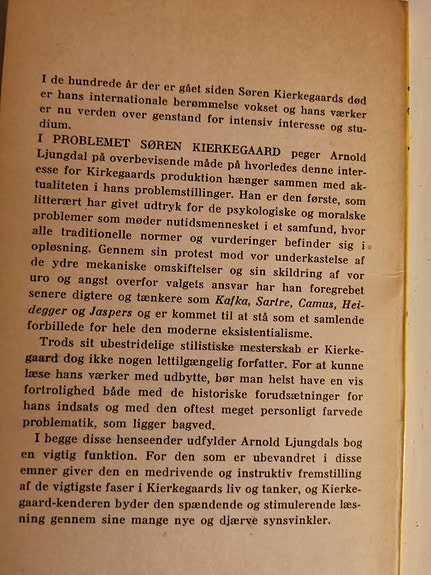 I de hundrede år der er gået siden Søren Kierkegaards død
er hans internationale berømmelse vokset og hans værker
er nu verden over genstand for intensiv interesse og stu-
dium.
I PROBLEMET SØREN KIERKEGAARD peger Arnold
Ljungdal på overbevisende måde på hvorledes denne inter-
esse for Kirkegaards produktion hænger sammen med ak-
tualiteten i hans problemstillinger. Han er den første, som
litterært har givet udtryk for de psykologiske og moralske
problemer som møder nutidsmennesket i et samfund, hvor
alle traditionelle normer og vurderinger befinder sig i
opløsning. Gennem sin protest mod vor underkastelse af
de ydre mekaniske omskiftelser og sin skildring af vor
uro og angst overfor valgets ansvar har han foregrebet
senere digtere og tænkere som Kafka, Sartre, Camus, Hei-
degger og Jaspers og er kommet til at stå som et samlende
forbillede for hele den moderne eksistentialisme.
Trods sit ubestridelige stilistiske mesterskab er Kierke-
gaard dog ikke nogen lettilgængelig forfatter. For at kunne
læse hans værker med udbytte, bør man helst have en vis
fortrolighed både med de historiske forudsætninger for
hans indsats og med den oftest meget personligt farvede
problematik, som ligger bagved.
I begge disse henseender udfylder Arnold Ljungdals bog
en vigtig funktion. For den som er ubevandret i disse
emner giver den en medrivende og instruktiv fremstilling
af de vigtigste faser i Kierkegaards liv og tanker, og Kierke-
gaard-kenderen byder den spændende og stimulerende læs-
ning gennem sine mange nye og djærve synsvinkler.